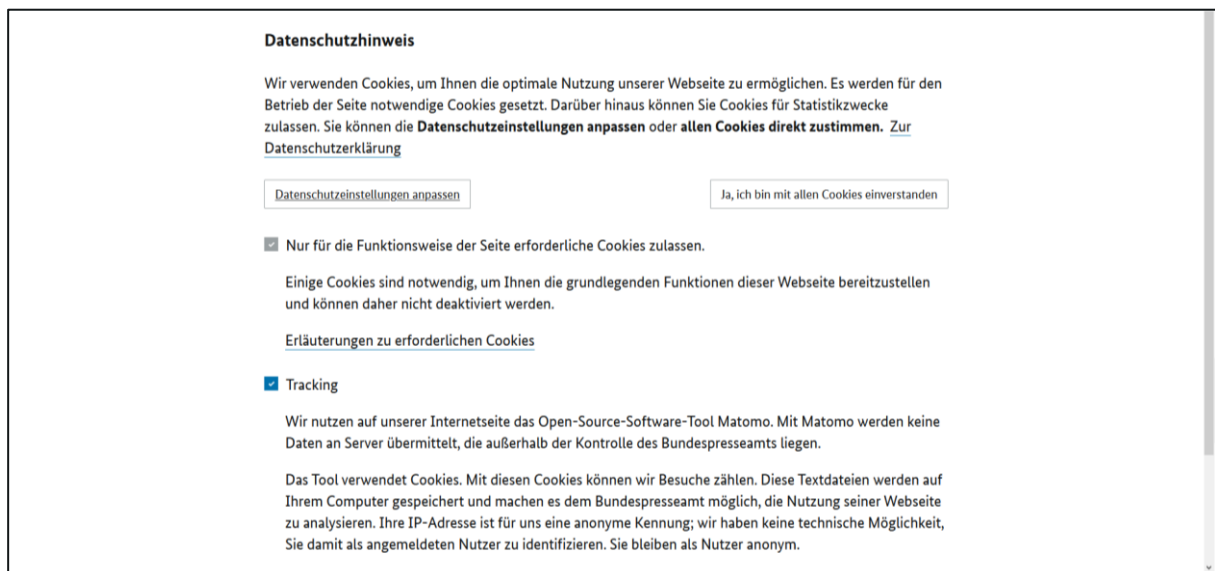 Datenschutzhinweis
Wir verwenden Cookies, um Ihnen die optimale Nutzung unserer Webseite zu ermöglichen. Es werden für den
Betrieb der Seite notwendige Cookies gesetzt. Darüber hinaus können Sie Cookies für Statistikzwecke
zulassen. Sie können die Datenschutzeinstellungen anpassen oder allen Cookies direkt zustimmen. Zur
Datenschutzerklärung
Datenschutzeinstellungen anpassen
Ja, ich bin mit allen Cookies einverstanden
Nur für die Funktionsweise der Seite erforderliche Cookies zulassen.
Einige Cookies sind notwendig, um Ihnen die grundlegenden Funktionen dieser Webseite bereitzustellen
und können daher nicht deaktiviert werden.
Erläuterungen zu erforderlichen Cookies
Tracking
Wir nutzen auf unserer Internetseite das Open-Source-Software-Tool Matomo. Mit Matomo werden keine
Daten an Server übermittelt, die außerhalb der Kontrolle des Bundespresseamts liegen.
Das Tool verwendet Cookies. Mit diesen Cookies können wir Besuche zählen. Diese Textdateien werden auf
Ihrem Computer gespeichert und machen es dem Bundespresseamt möglich, die Nutzung seiner Webseite
zu analysieren. Ihre IP-Adresse ist für uns eine anonyme Kennung; wir haben keine technische Möglichkeit,
Sie damit als angemeldeten Nutzer zu identifizieren. Sie bleiben als Nutzer anonym.